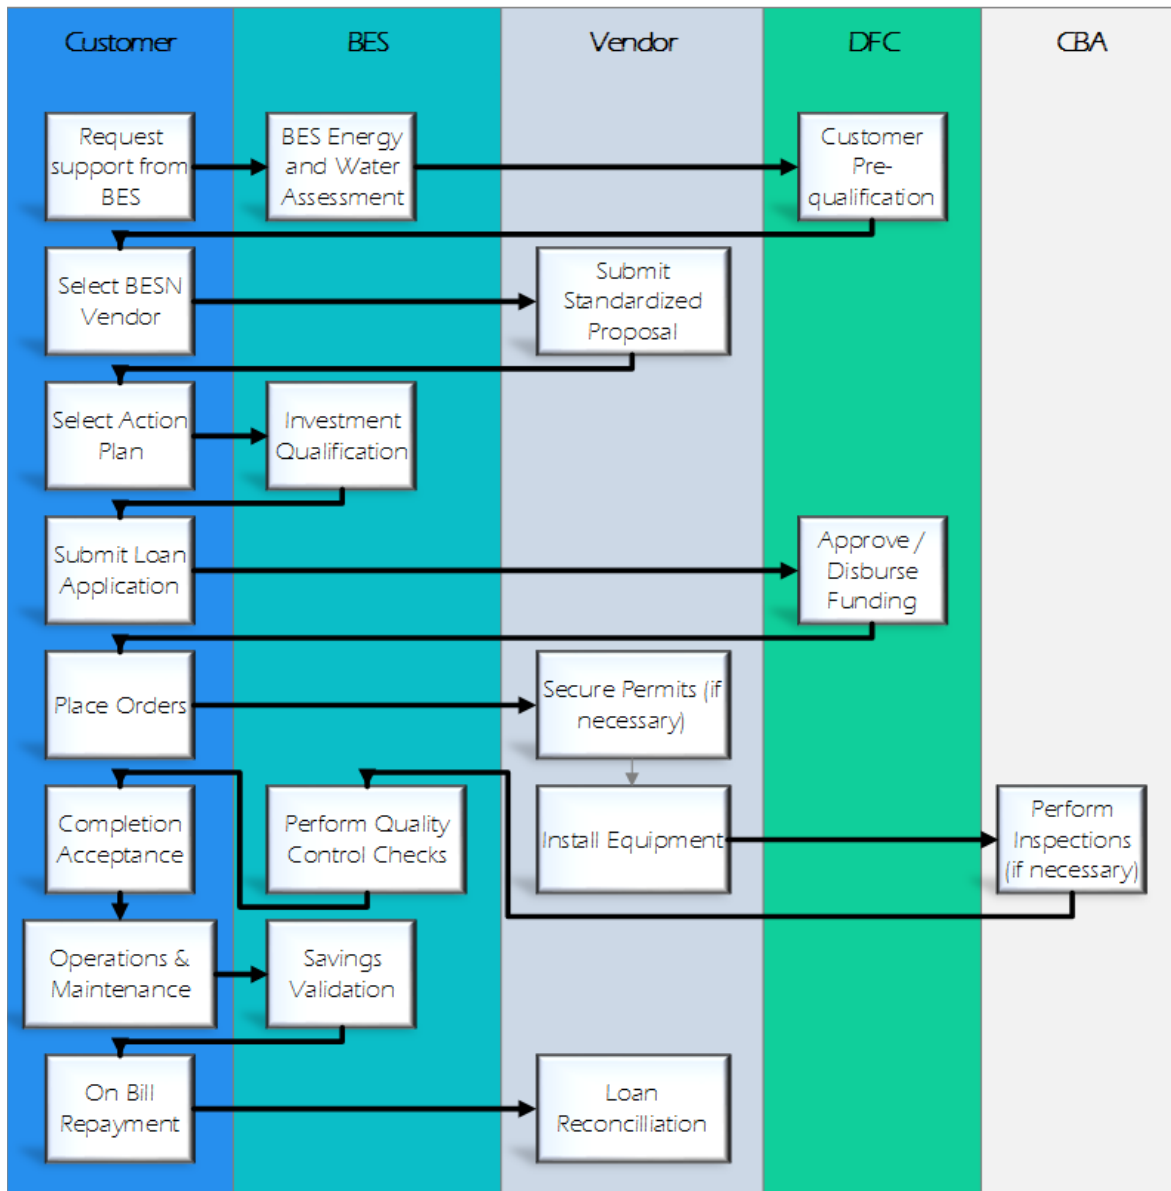 Customer
BES
Vendor
DFC
CBA
Request
support from
BES
BES Energy
and Water
Assessment
Customer
Pre-
qualification
Select BESN
Vendor
Submit
Standardized
Proposal
Select Action
Plan
Investment
Qualification
Submit Loan
Application
Approve /
Disburse
Funding
Place Orders
Secure Permits (if
necessary)
Completion
Acceptance
Perform Quality
Control Checks
Install Equipment
Perform
Inspections
(if necessary)
Operations &
Maintenance
Savings
Validation
On Bill
Repayment
Loan
Reconcilliation